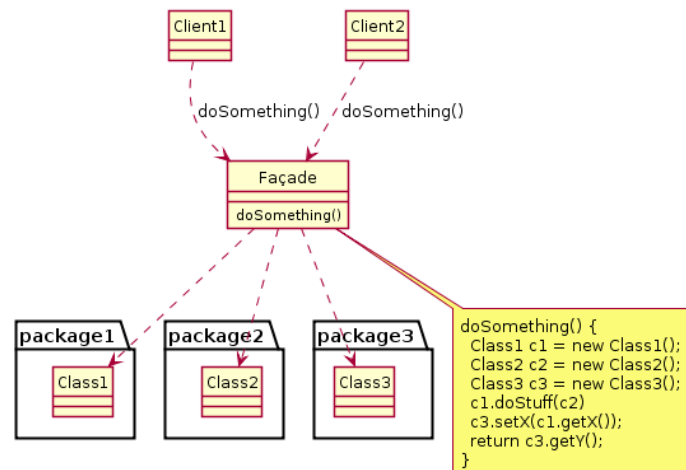 Client1
Client2
doSomething()
doSomething()
Façade
doSomething()
package1
package2
package3
Class1
Class2
Class3
doSomething() {
Class1 c1 = new Class1();
Class2 c2 = new Class2();
Class3 c3 = new Class3();
c1.doStuff(c2)
c3.setX(c1.getX());
return c3.getY();
}